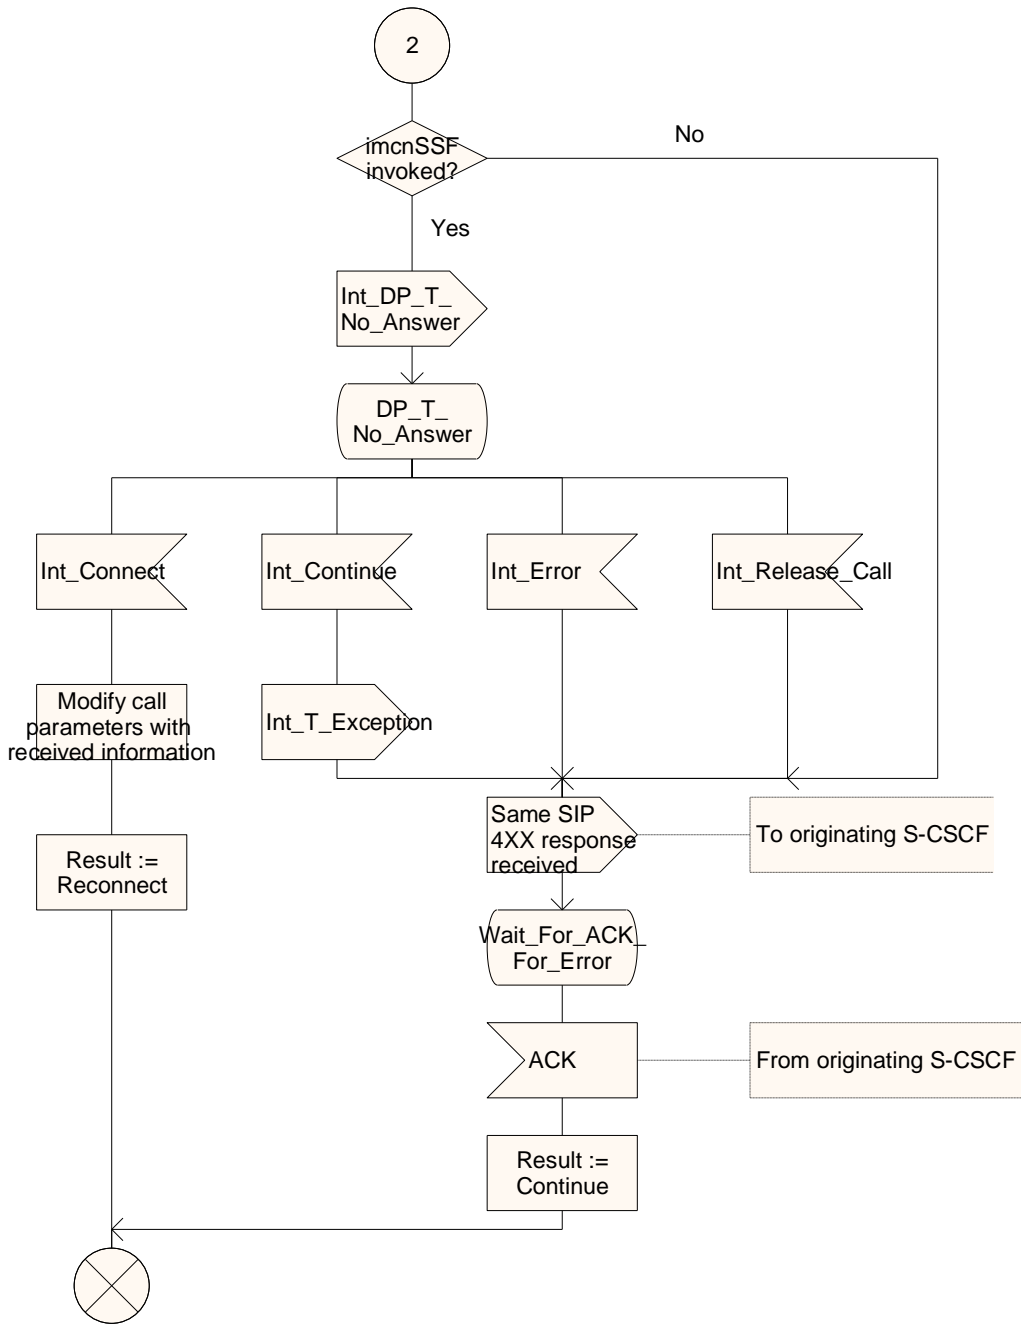 2
imcnSSF
invoked?
No
Yes
Int_DP_T_
No_Answer
DP_T_
No_Answer
Int_Connect
Int_Continue
Int_Error
Int_Release_Call
Modify call
parameters with
received information
Int_T_Exception
Same SIP
4XX response
received
To originating S-CSCF
Result :=
Reconnect
Wait_For_ACK_
For_Error
ACK
From originating S-CSCF
Result :=
Continue